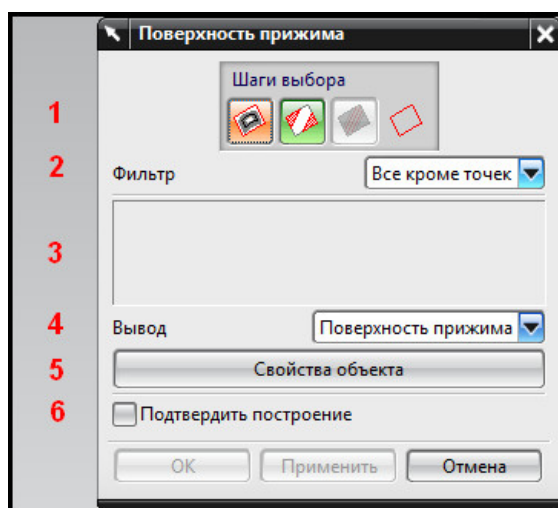 Поверхность прижима
Шаги выбора
1
2
Фильтр
Все кроме точек
3
4
Вывод
Поверхность прижима
5
Свойства объекта
6
Подтвердить построение
ОК
Применить
Отмена